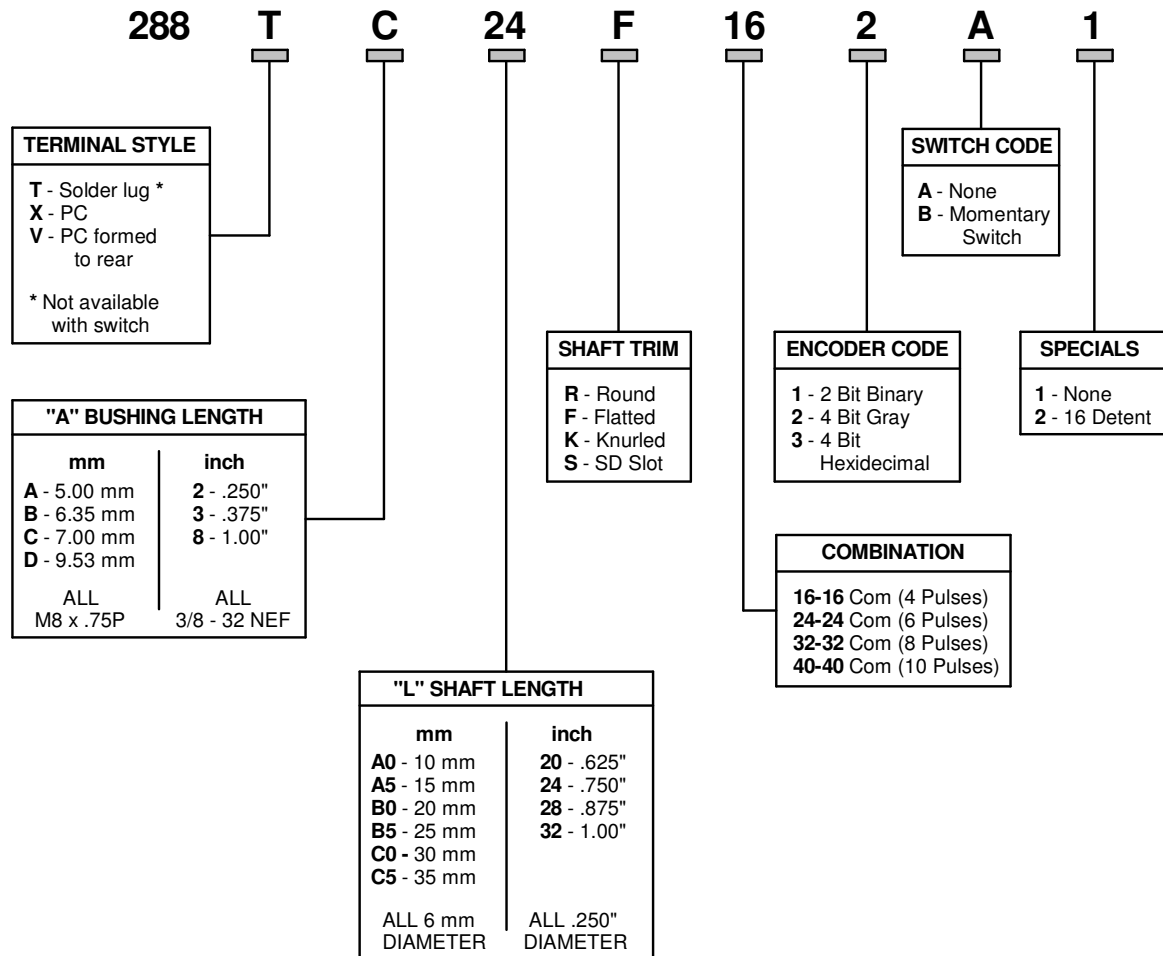 288 T C 24 F 16 2 A 1
TERMINAL STYLE
T - Solder lug *
X - PC
V - PC formed
to rear
* Not available
with switch
SWITCH CODE
A - None
B - Momentary
Switch
SHAFT TRIM
R - Round
F - Flatted
K - Knurled
S - SD Slot
ENCODER CODE
1 - 2 Bit Binary
2 - 4 Bit Gray
3 - 4 Bit
Hexidecimal
SPECIALS
1 - None
2 - 16 Detent
"A" BUSHING LENGTH
mm
A - 5.00 mm
B - 6.35 mm
C - 7.00 mm
D - 9.53 mm
ALL
M8 x .75P
inch
2 - .250"
3 - .375"
8 - 1.00"
ALL
3/8 - 32 NEF
COMBINATION
16-16 Com (4 Pulses)
24-24 Com (6 Pulses)
32-32 Com (8 Pulses)
40-40 Com (10 Pulses)
"L" SHAFT LENGTH
mm
A0 - 10 mm
A5 - 15 mm
B0 - 20 mm
B5 - 25 mm
C0 - 30 mm
C5 - 35 mm
ALL 6 mm
DIAMETER
inch
20 - .625"
24 - .750"
28 - .875"
32 - 1.00"
ALL .250"
DIAMETER